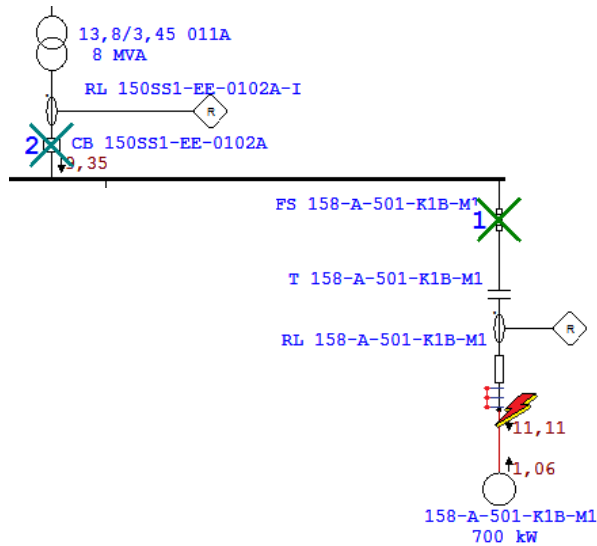 13,8/3,45 011A
8 MVA
RL 150SS1-EE-0102A-I
R
2
CB 150SS1-EE-0102A
9,35
FS 158-A-501-K1B-M1
1
T 158-A-501-K1B-M1
RL 158-A-501-K1B-M1
R
11,11
1,06
158-A-501-K1B-M1
700 kW